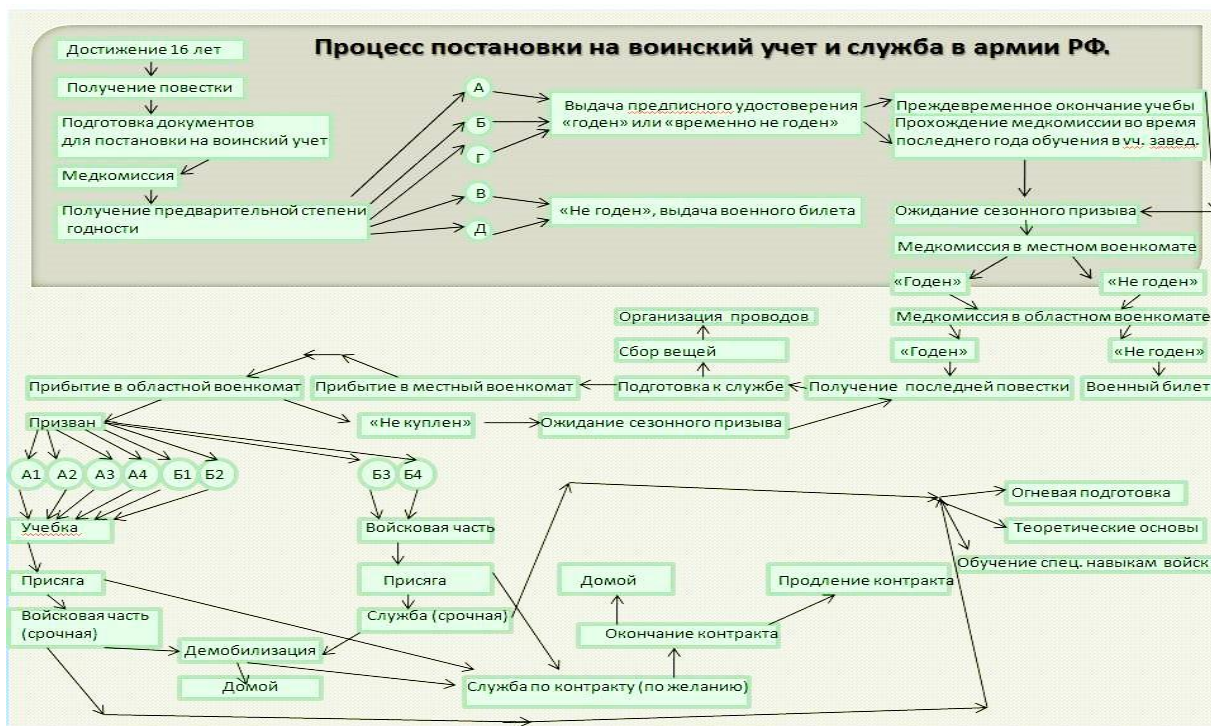 Процесс постановки на воинский учет и служба в армии РФ.
Достижение 16 лет
Получение повестки
Подготовка документов
для постановки на воинский учет
Медкомиссия
Получение предварительной степени
годности
А
Б
Г
В
Д
Выдача предписного удостоверения
«годен» или «временно не годен»
«Не годен», выдача военного билета
Преждевременное окончание учебы
Прохождение медкомиссии во время
последнего года обучения в уч. завед.
Ожидание сезонного призыва
Медкомиссия в местном военкомате
«Годен»
«Не годен»
Медкомиссия в областном военкомате
«Годен»
«Не годен»
Организация проводов
Сбор вещей
Прибытие в областной военкомат
Прибытие в местный военкомат
Подготовка к службе
Получение последней повестки
Военный билет
Призван
«Не куплен»
Ожидание сезонного призыва
А1
А2
А3
А4
Б1
Б2
Б3
Б4
Учебка
Войсковая часть
Огневая подготовка
Теоретические основы
Обучение спец. навыкам войск
Присяга
Присяга
Домой
Продление контракта
Войсковая часть
(срочная)
Служба (срочная)
Окончание контракта
Демобилизация
Домой
Служба по контракту (по желанию)